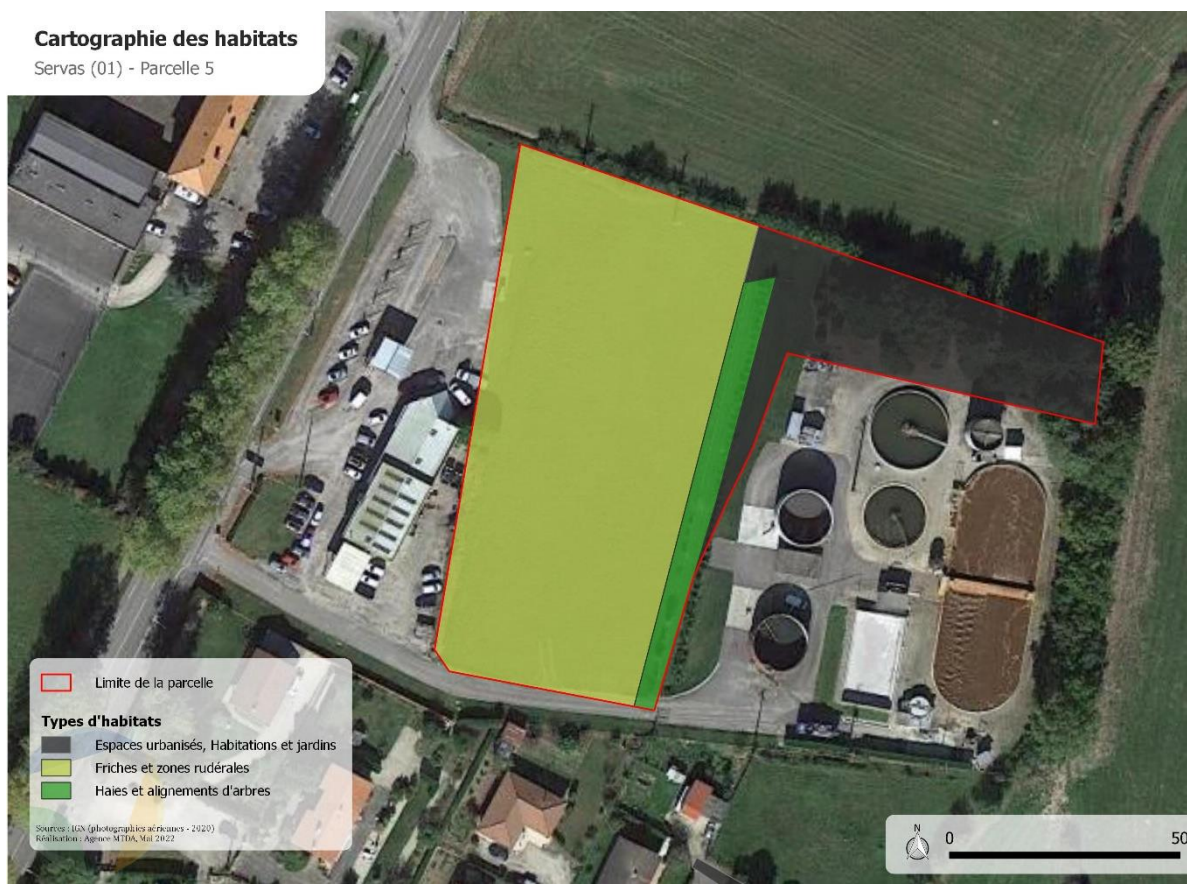 Cartographie des habitats
Servas (01) - Parcelle 5
Limite de la parcelle
Types d'habitats
Espaces urbanisés, Habitations et jardins
Friches et zones rudérales
Haies et alignements d'arbres
Sources : IGN (photographies aériennes - 2020)
Réalisation : Agence MTDA, Mai 2022
N
0
50